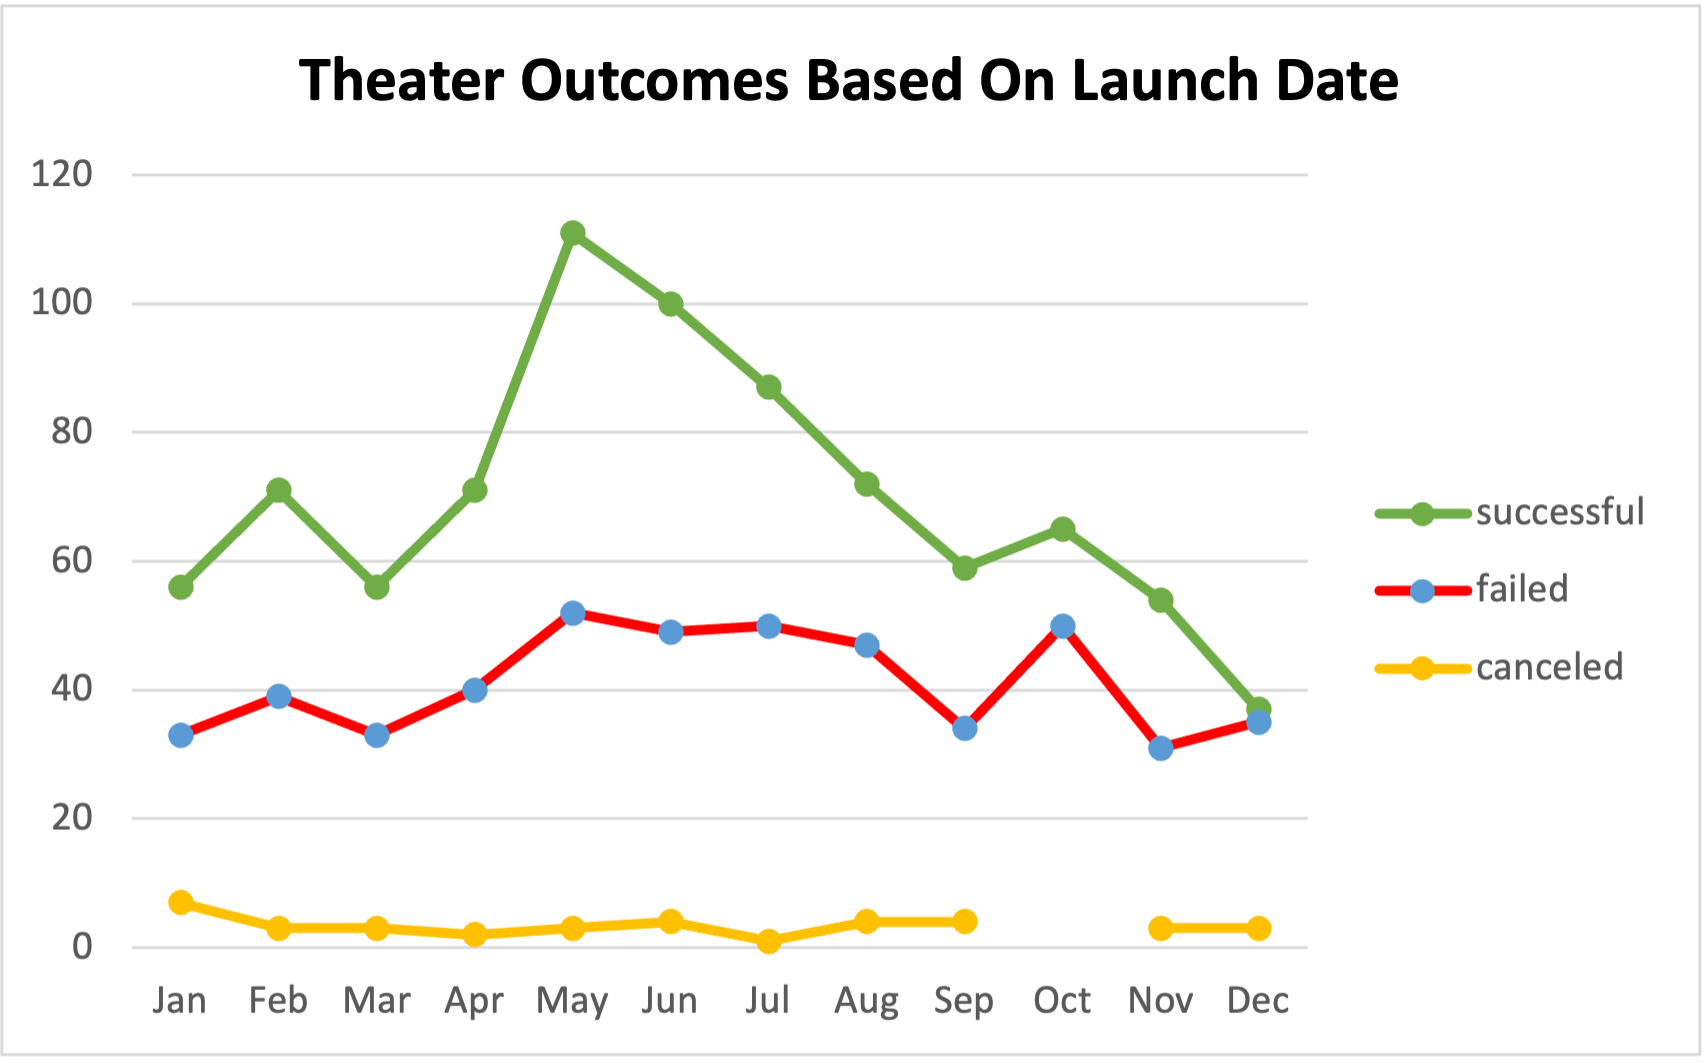 Theater Outcomes Based On Launch Date
120
100
80
60
40
20
0
Jan Feb Mar Apr May Jun Jul Aug Sep Oct Nov Dec
successful
failed
canceled